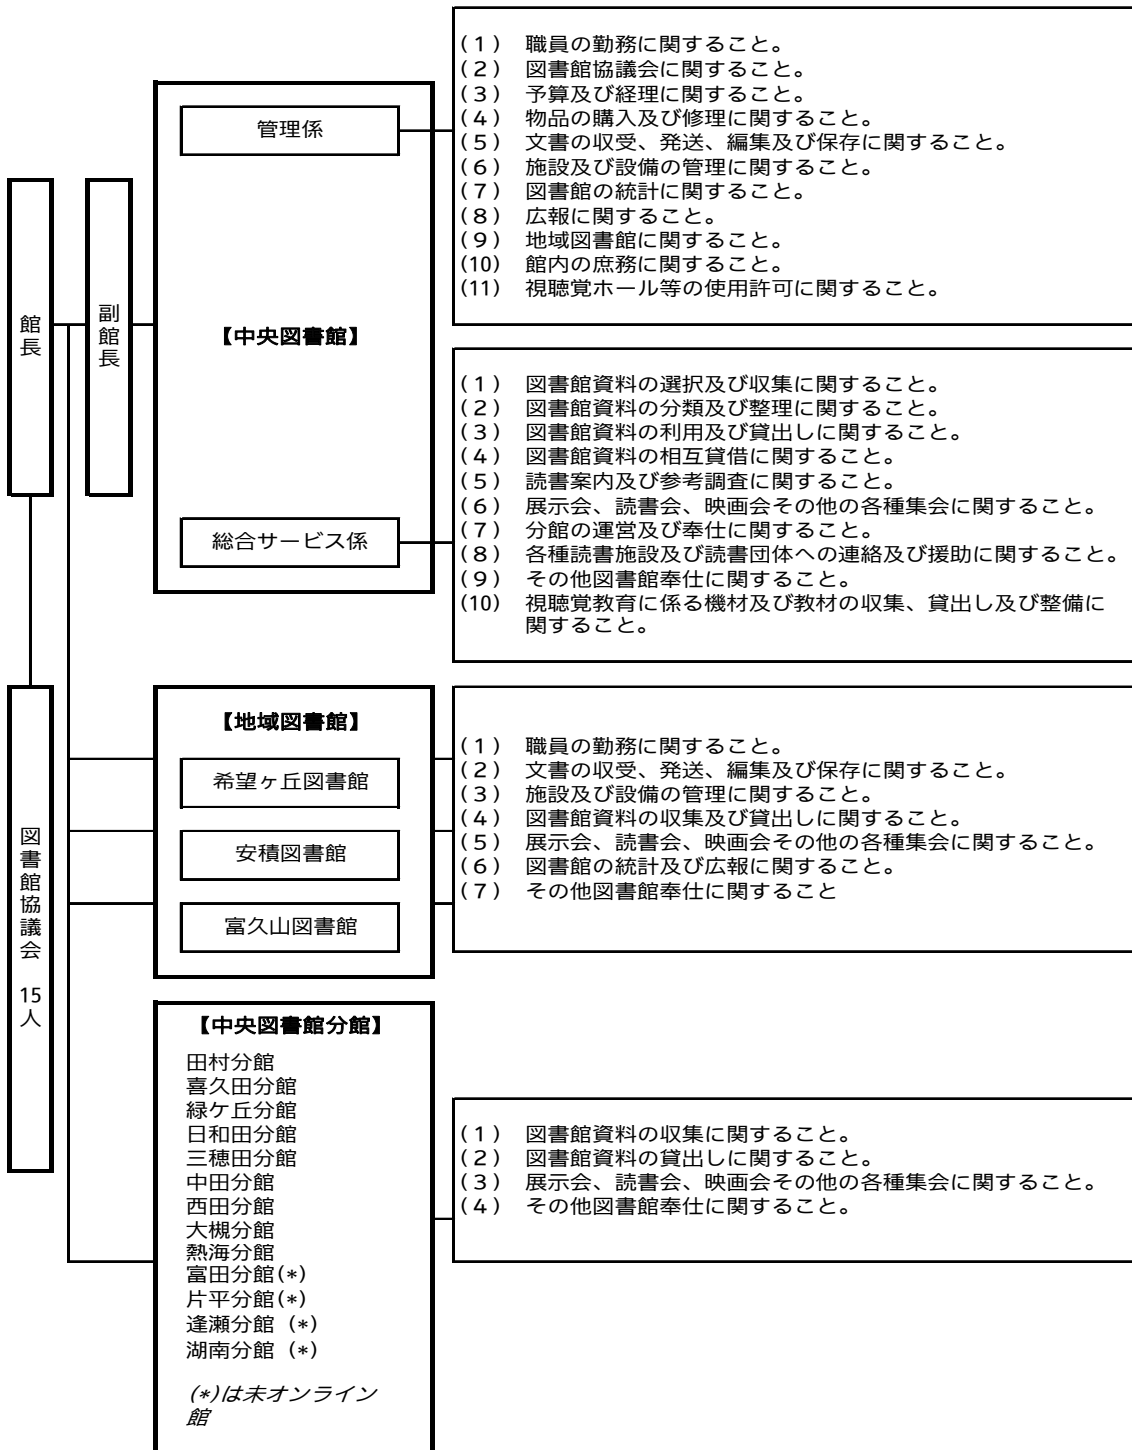 館長
副館長
図書館協議会 15人
管理係
【中央図書館】
総合サービス係
(1) 職員の勤務に関すること。
(2) 図書館協議会に関すること。
(3) 予算及び経理に関すること。
(4) 物品の購入及び修理に関すること。
(5) 文書の収受、発送、編集及び保存に関すること。
(6) 施設及び設備の管理に関すること。
(7) 図書館の統計に関すること。
(8) 広報に関すること。
(9) 地域図書館に関すること。
(10) 館内の庶務に関すること。
(11) 視聴覚ホール等の使用許可に関すること。
(1) 図書館資料の選択及び収集に関すること。
(2) 図書館資料の分類及び整理に関すること。
(3) 図書館資料の利用及び貸出しに関すること。
(4) 図書館資料の相互貸借に関すること。
(5) 読書案内及び参考調査に関すること。
(6) 展示会、読書会、映画会その他の各種集会に関すること。
(7) 分館の運営及び奉仕に関すること。
(8) 各種読書施設及び読書団体への連絡及び援助に関すること。
(9) その他図書館奉仕に関すること。
(10) 視聴覚教育に係る機材及び教材の収集、貸出し及び整備に
関すること。
【地域図書館】
希望ヶ丘図書館
安積図書館
富久山図書館
(1) 職員の勤務に関すること。
(2) 文書の収受、発送、編集及び保存に関すること。
(3) 施設及び設備の管理に関すること。
(4) 図書館資料の収集及び貸出しに関すること。
(5) 展示会、読書会、映画会その他の各種集会に関すること。
(6) 図書館の統計及び広報に関すること。
(7) その他図書館奉仕に関すること
【中央図書館分館】
田村分館
喜久田分館
緑ケ丘分館
日和田分館
三穂田分館
中田分館
西田分館
大槻分館
熱海分館
富田分館(*)
片平分館(*)
逢瀬分館 (*)
湖南分館 (*)
(*)は未オンライン
館
(1) 図書館資料の収集に関すること。
(2) 図書館資料の貸出しに関すること。
(3) 展示会、読書会、映画会その他の各種集会に関すること。
(4) その他図書館奉仕に関すること。